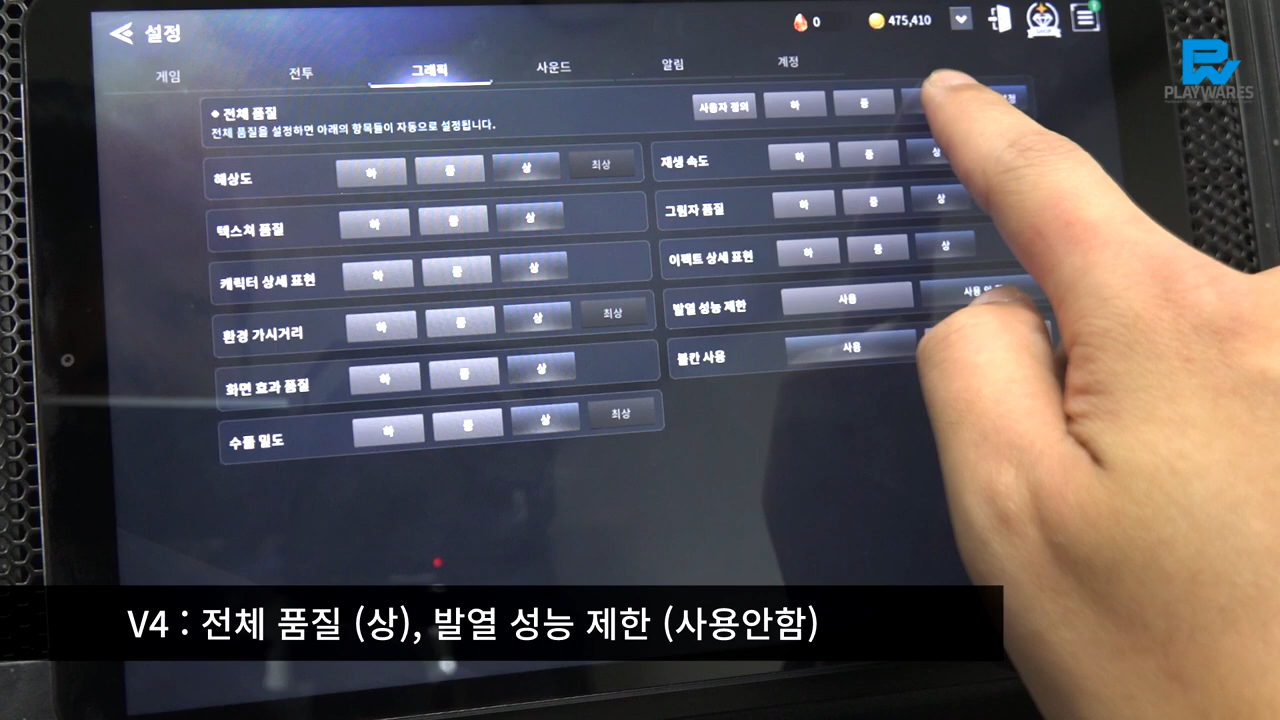 설정
0
475,410
SHOP
PLAYWARES
게임 전투 그래픽 사운드 알림 계정
전체 품질
사용자 정의 하 중
전체 품질을 설정하면 아래의 항목들이 자동으로 설정됩니다.
해상도 하 중 상 최상
재생 속도 하 중 상
텍스처 품질 하 중 상
그림자 품질 하 중 상
캐릭터 상세 표현 하 중 상
이펙트 상세 표현 하 중 상
환경 가시거리 하 중 상 최상
발열 성능 제한 사용 사용
화면 효과 품질 하 중 상
불칸 사용 사용
수풀 밀도 하 중 상 최상
V4 : 전체 품질 (상), 발열 성능 제한 (사용안함)